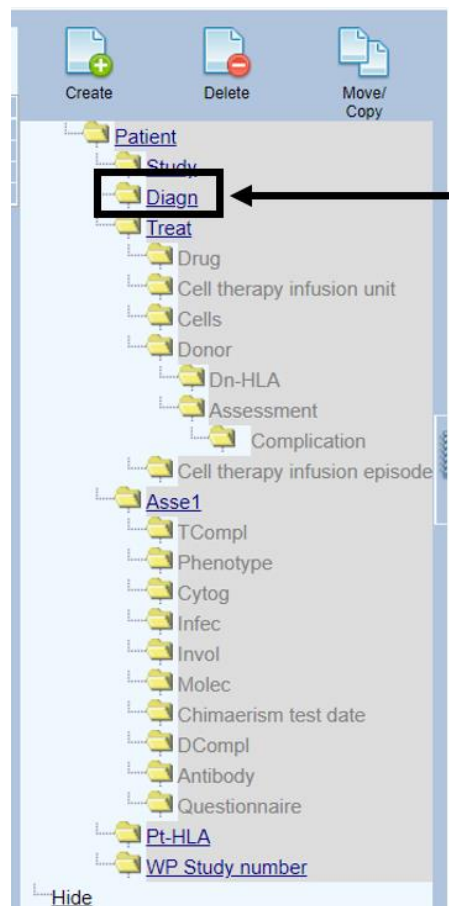 Create Delete Move/
Copy
Patient
Study
Diagn
Treat
Drug
Cell therapy infusion unit
Cells
Donor
Dn-HLA
Assessment
Complication
Cell therapy infusion episode
Asse1
TCompl
Phenotype
Cytog
Infec
Invol
Molec
Chimaerism test date
DCompl
Antibody
Questionnaire
Pt-HLA
WP Study number
Hide